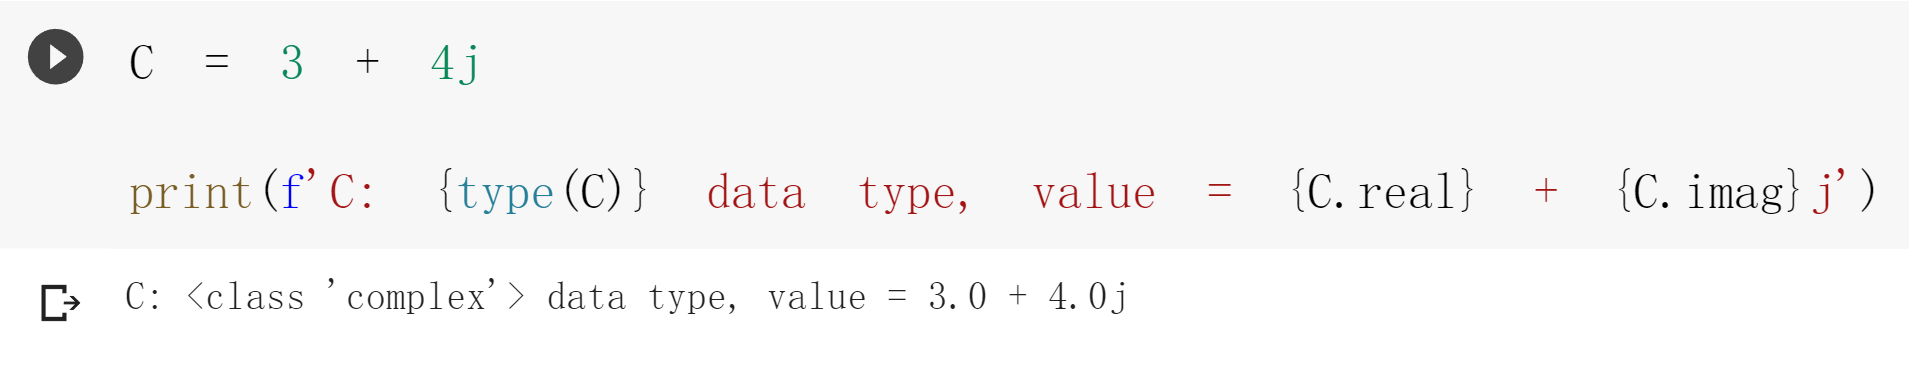 C = 3 + 4j
print(f'C: {type(C)} data type, value = {C.real} + {C.imag}j')
C: <class 'complex'> data type, value = 3.0 + 4.0j